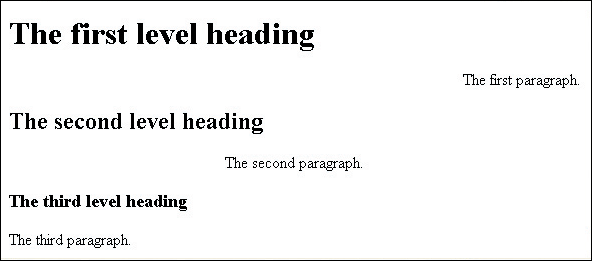 The first level heading
The first paragraph.
The second level heading
The second paragraph.
The third level heading
The third paragraph.